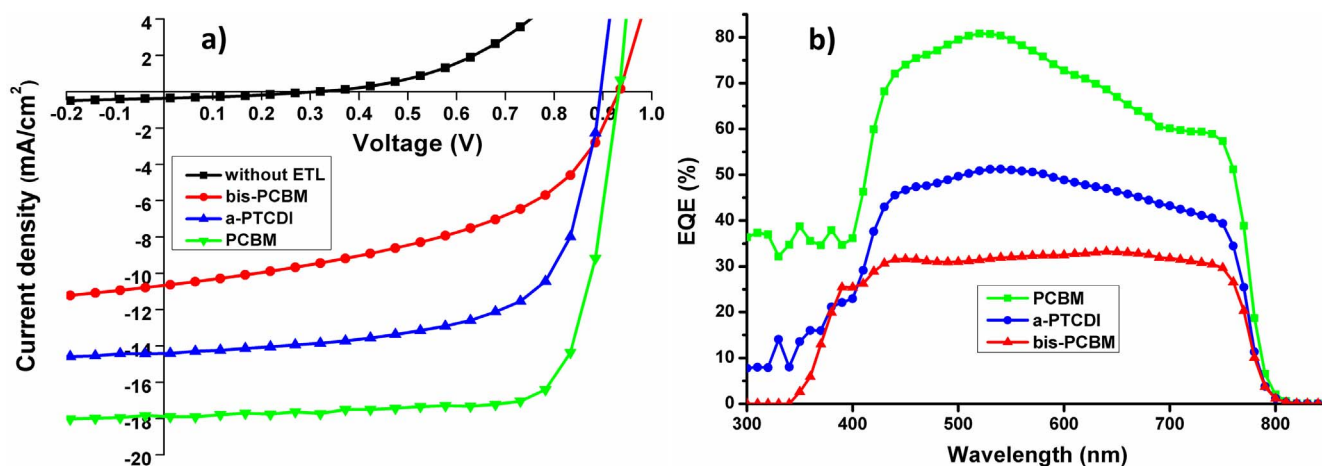 a)
Current density (mA/cm²)
4
2
0
-2
-4
-6
-8
-10
-12
-14
-16
-18
-20
-0.2 -0.1 0.0 0.1 0.2 0.3 0.4 0.5 0.6 0.7 0.8 0.9 1.0
Voltage (V)
without ETL
bis-PCBM
a-PTCDI
PCBM
b)
EQE (%)
80
70
60
50
40
30
20
10
0
300 400 500 600 700 800
Wavelength (nm)
PCBM
a-PTCDI
bis-PCBM